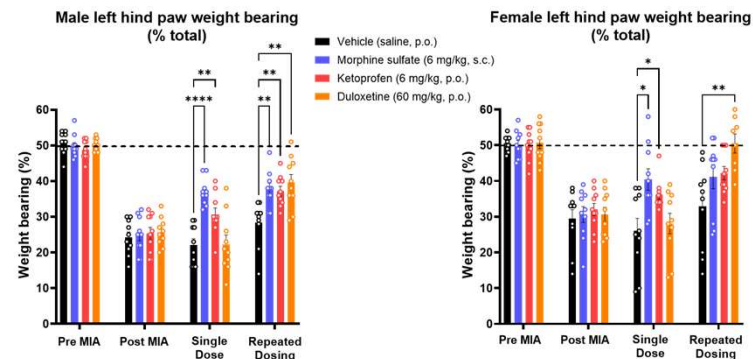 Male left hind paw weight bearing
(% total)
Vehicle (saline, p.o.)
Morphine sulfate (6 mg/kg, s.c.)
Ketoprofen (6 mg/kg, p.o.)
Duloxetine (60 mg/kg, p.o.)
Weight bearing (%)
60
50
40
30
20
10
0
**
**
****
**
**
**
Pre MIA
Post MIA
Single
Dose
Repeated
Dosing
Female left hind paw weight bearing
(% total)
Weight bearing (%)
60
50
40
30
20
10
0
*
*
**
Pre MIA
Post MIA
Single
Dose
Repeated
Dosing